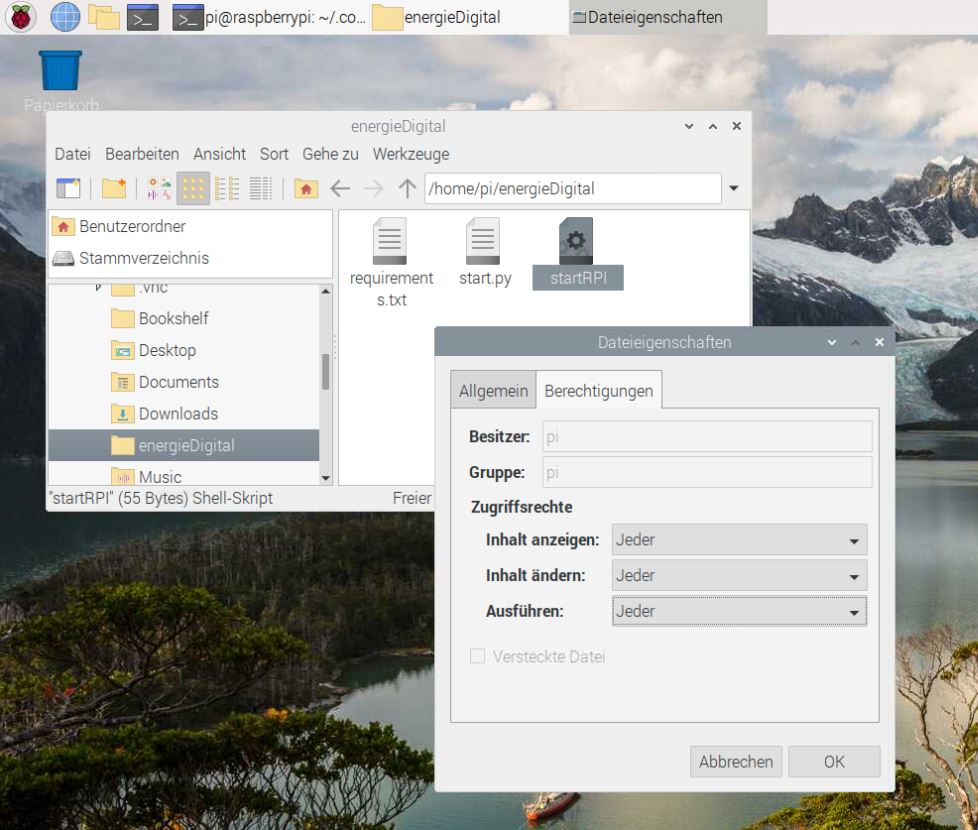 pi@raspberrypi: ~/.co...
energieDigital
Dateieigenschaften
Papierkorb
energieDigital
Datei Bearbeiten Ansicht Sort Gehe zu Werkzeuge
/home/pi/energieDigital
Benutzerordner
Stammverzeichnis
.vnc
Bookshelf
Desktop
Documents
Downloads
energieDigital
Music
requirement
s.txt
start.py
startRPI
"startRPI" (55 Bytes) Shell-Skript
Freier
Dateieigenschaften
Allgemein
Berechtigungen
Besitzer: pi
Gruppe: pi
Zugriffsrechte
Inhalt anzeigen: Jeder
Inhalt ändern: Jeder
Ausführen: Jeder
Versteckte Datei
Abbrechen
OK